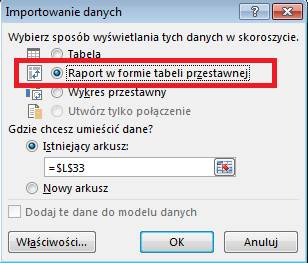 Importowanie danych
Wybierz sposób wyświetlania tych danych w skoroszycie.
Tabela
Raport w formie tabeli przestawnej
Wykres przestawny
Utwórz tylko połączenie
Gdzie chcesz umieścić dane?
Istniejący arkusz:
=$L$33
Nowy arkusz
Dodaj te dane do modelu danych
Właściwości...
OK
Anuluj